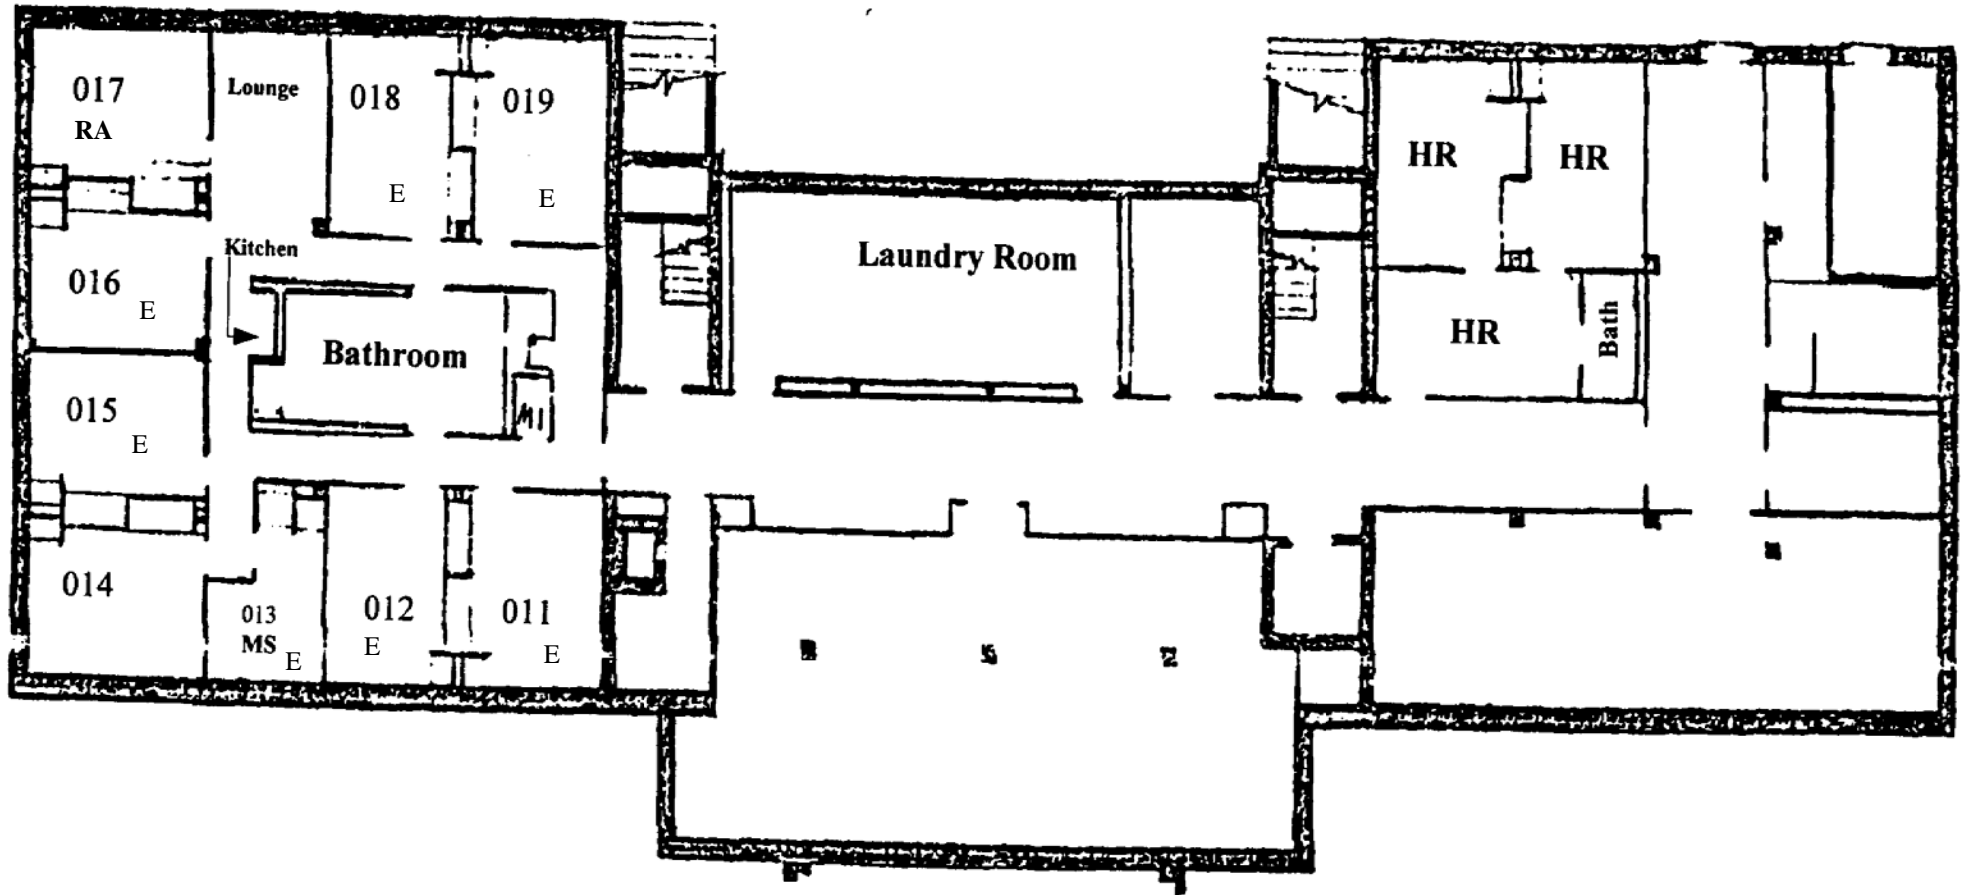 017
RA
Lounge
018
E
019
E
Kitchen
016
E
Bathroom
015
E
014
013
MS
E
012
E
011
E
Laundry Room
HR
HR
HR
Bath